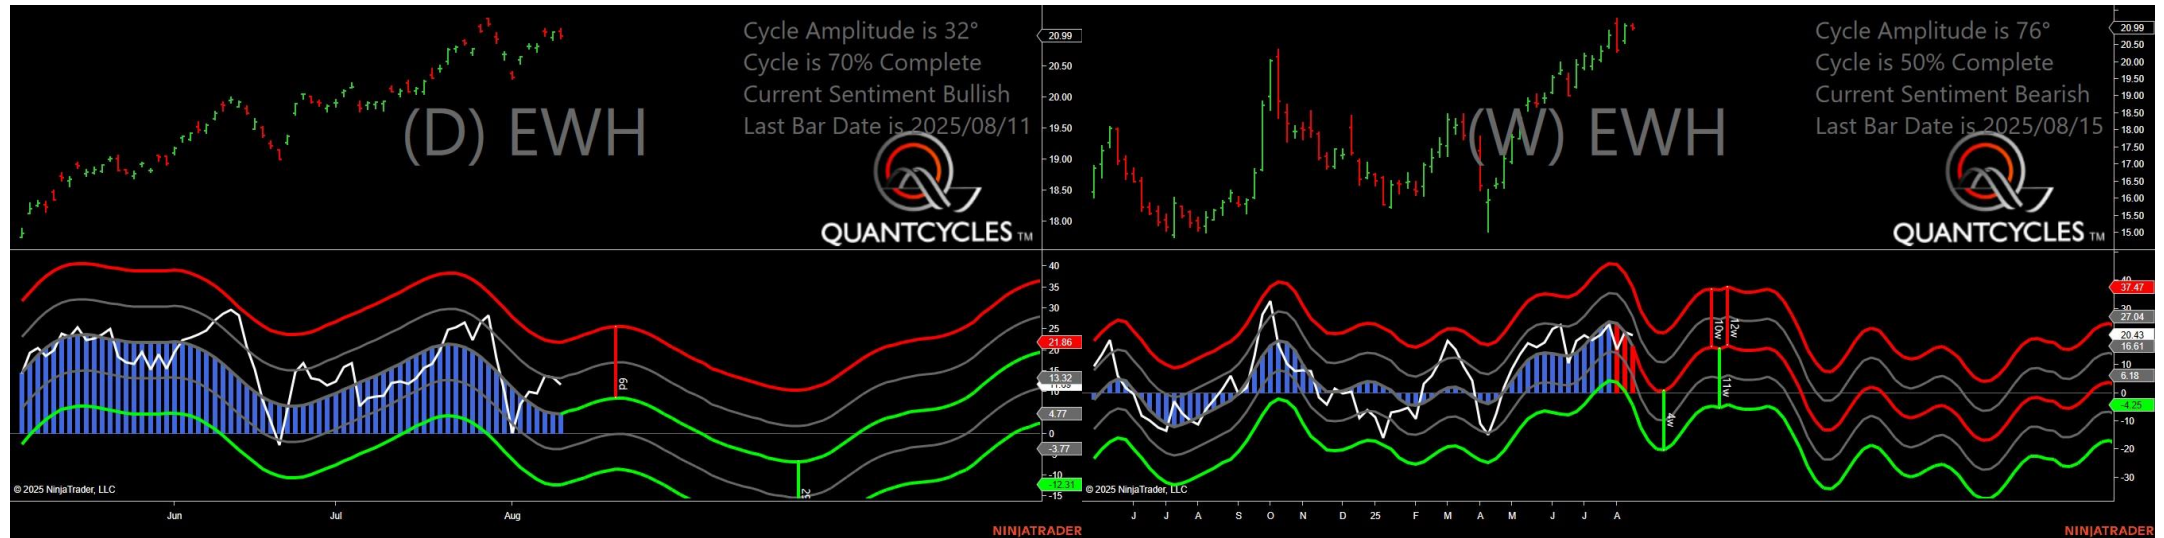 Cycle Amplitude is 32°
Cycle is 70% Complete
Current Sentiment Bullish
Last Bar Date is 2025/08/11
(D) EWH
QUANTCYCLES TM
20.99
20.50
20.00
19.50
19.00
18.50
18.00
40
35
30
25
21.86
20
15
13.32
10
4.77
0
-3.77
-10
-12.31
-15
6d
© 2025 NinjaTrader, LLC
Jun
Jul
Aug
NINJATRADER
Cycle Amplitude is 76°
Cycle is 50% Complete
Current Sentiment Bearish
Last Bar Date is 2025/08/15
(W) EWH
QUANTCYCLES TM
20.99
20.50
20.00
19.50
19.00
18.50
18.00
17.50
17.00
16.50
16.00
15.50
15.00
40
37.47
30
27.04
20.43
16.61
10
6.18
0
-4.25
-10
-20
-30
10w
12w
11w
4w
© 2025 NinjaTrader, LLC
J J A S O N D 25 F M A M J J A
NINJATRADER